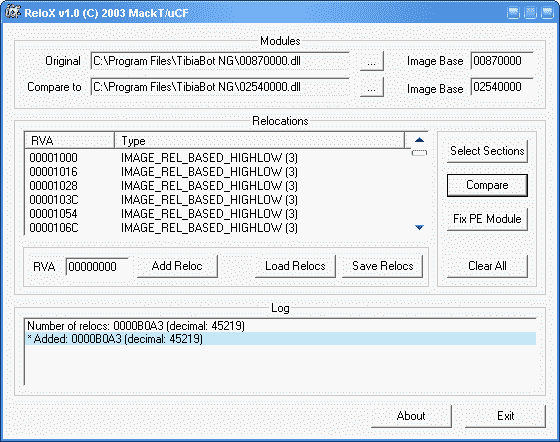 ReloX v1.0 (C) 2003 MackT/uCF
Modules
Original C:\Program Files\TibiaBot NG\00870000.dll ... Image Base 00870000
Compare to C:\Program Files\TibiaBot NG\02540000.dll ... Image Base 02540000
Relocations
RVA Type
00001000 IMAGE_REL_BASED_HIGHLOW (3)
00001016 IMAGE_REL_BASED_HIGHLOW (3)
00001028 IMAGE_REL_BASED_HIGHLOW (3)
0000103C IMAGE_REL_BASED_HIGHLOW (3)
00001054 IMAGE_REL_BASED_HIGHLOW (3)
0000106C IMAGE_REL_BASED_HIGHLOW (3)
Select Sections
Compare
Fix PE Module
RVA 00000000 Add Reloc Load Relocs Save Relocs Clear All
Log
Number of relocs: 0000B0A3 (decimal: 45219)
* Added: 0000B0A3 (decimal: 45219)
About Exit